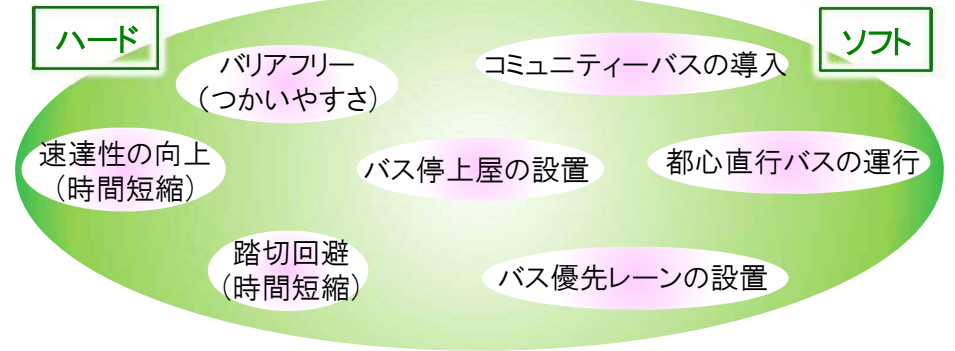 ハード
ソフト
バリアフリー
(つかいやすさ)
コミュニティーバスの導入
速達性の向上
(時間短縮)
バス停上屋の設置
都心直行バスの運行
踏切回避
(時間短縮)
バス優先レーンの設置